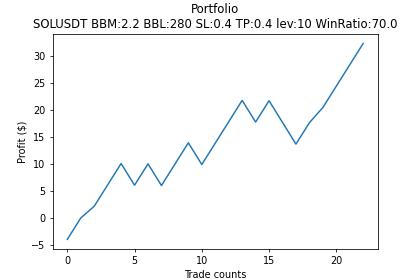 Portfolio
SOLUSDT BBM:2.2 BBL:280 SL:0.4 TP:0.4 lev:10 WinRatio:70.0
30
25
20
15
10
5
0
−5
Profit ($)
0 5 10 15 20
Trade counts